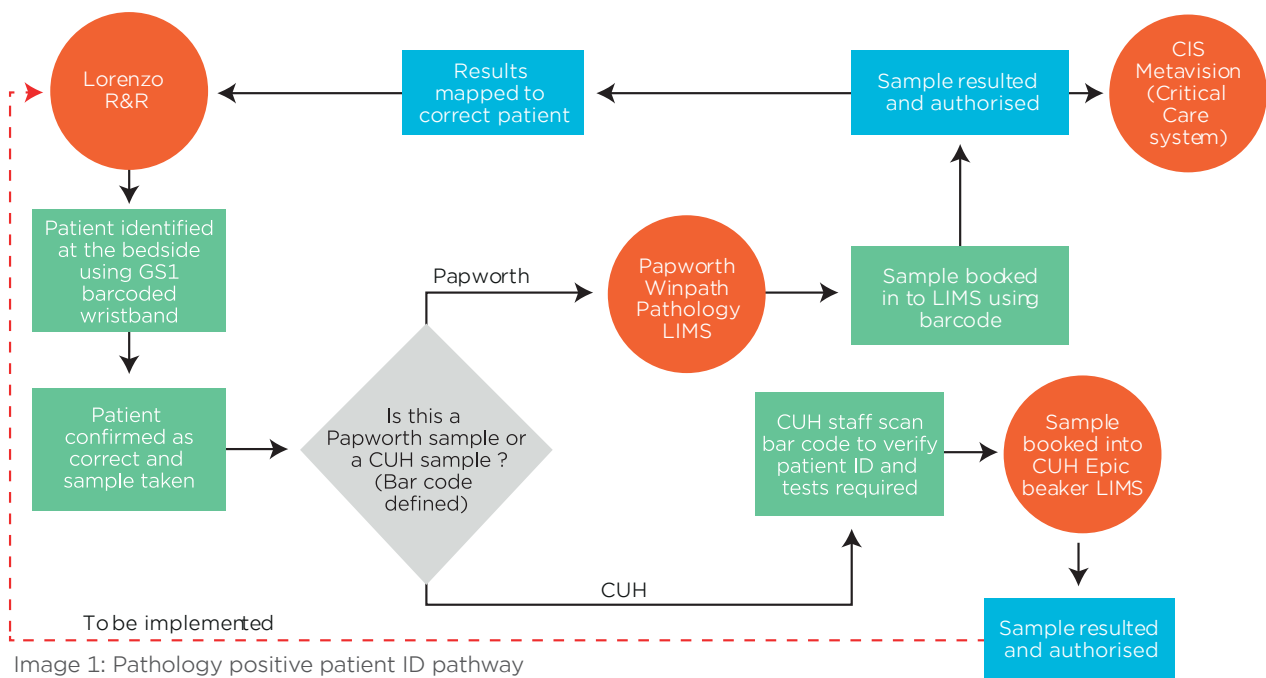 Lorenzo
R&R
Results
mapped to
correct patient
Sample resulted
and authorised
CIS
Metavision
(Critical
Care
system)
Patient identified
at the bedside
using GS1
barcoded
wristband
Patient
confirmed as
correct and
sample taken
Is this a
Papworth sample or
a CUH sample ?
(Bar code
defined)
Papworth
Papworth
Winpath
Pathology
LIMS
Sample booked
in to LIMS using
barcode
CUH
CUH staff scan
bar code to verify
patient ID and
tests required
Sample
booked into
CUH Epic
beaker LIMS
Sample resulted
and authorised
To be implemented
Image 1: Pathology positive patient ID pathway